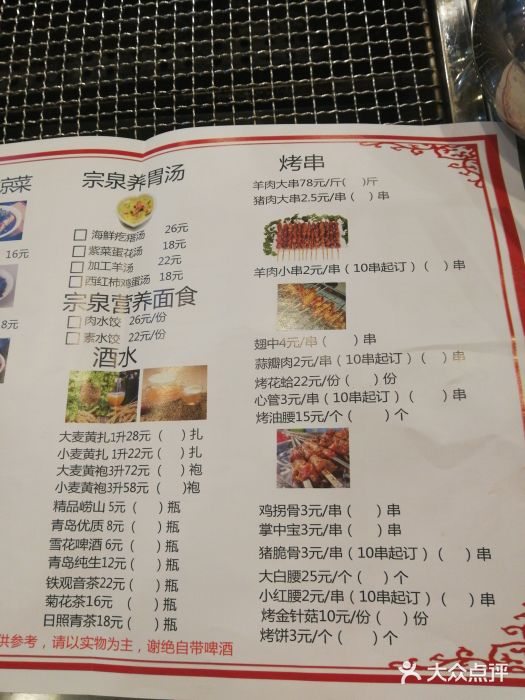 凉菜
16元
8元
宗泉养胃汤
海鲜疙瘩汤 26元
紫菜蛋花汤 18元
加工羊汤 22元
西红柿鸡蛋汤 18元
宗泉营养面食
肉水饺 26元/份
素水饺 22元/份
酒水
大麦黄扎1升28元（ ）扎
小麦黄扎1升22元（ ）扎
大麦黄袍3升72元（ ）袍
小麦黄袍3升58元（ ）袍
精品崂山 5元（ ）瓶
青岛优质 8元（ ）瓶
雪花啤酒 6元（ ）瓶
青岛纯生12元（ ）瓶
铁观音茶22元（ ）瓶
菊花茶16元（ ）瓶
日照青茶18元（ ）瓶
供参考，请以实物为主，谢绝自带啤酒
烤串
羊肉大串78元/斤（ ）斤
猪肉大串2.5元/串（ ）串
羊肉小串2元/串（10串起订）（ ）串
翅中4元/串（ ）串
蒜瓣肉2元/串（10串起订）（ ）串
烤花蛤22元/份（ ）份
心管3元/串（10串起订）（ ）串
烤油腰15元/个（ ）个
鸡拐骨3元/串（ ）串
掌中宝3元/串（ ）串
猪脆骨3元/串（10串起订）（ ）串
大白腰25元/个（ ）个
小红腰2元/串（10串起订）（ ）串
烤金针菇10元/份（ ）份
烤饼3元/个（ ）个
大众点评